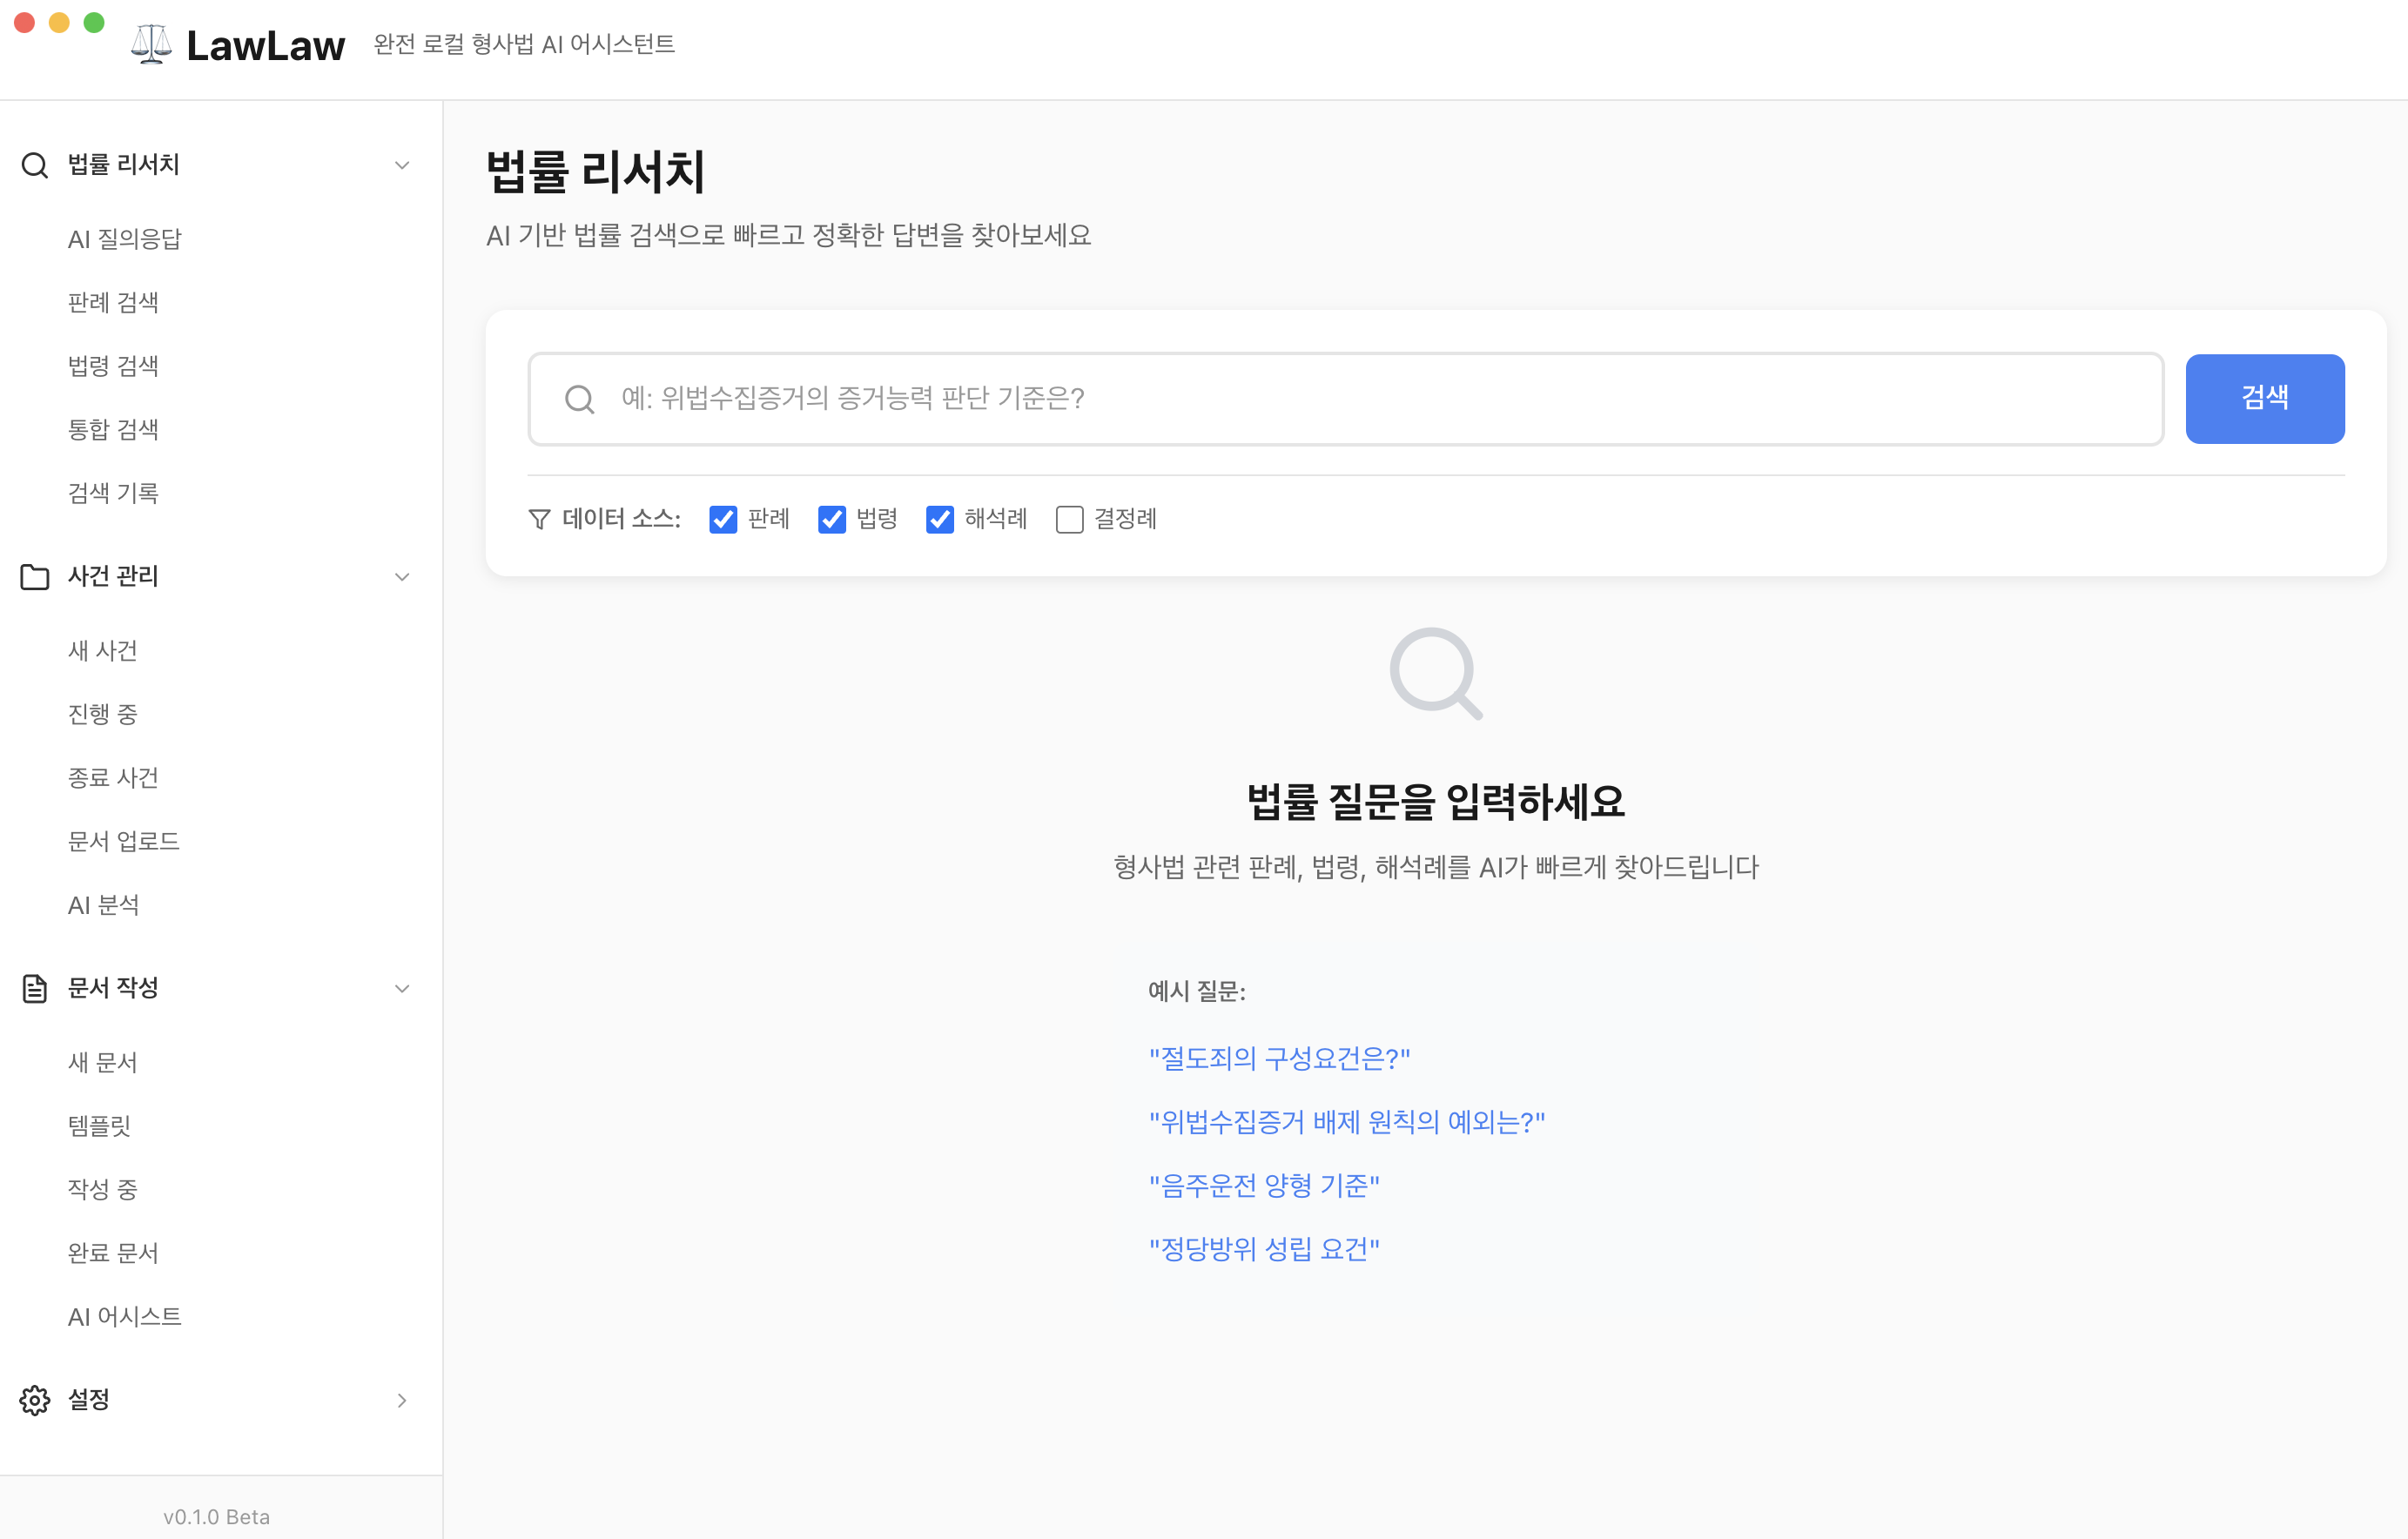 LawLaw 완전 로컬 형사법 AI 어시스턴트
법률 리서치
AI 질의응답
판례 검색
법령 검색
통합 검색
검색 기록
사건 관리
새 사건
진행 중
종료 사건
문서 업로드
AI 분석
문서 작성
새 문서
템플릿
작성 중
완료 문서
AI 어시스트
설정
v0.1.0 Beta
법률 리서치
AI 기반 법률 검색으로 빠르고 정확한 답변을 찾아보세요
예: 위법수집증거의 증거능력 판단 기준은? 검색
데이터 소스: 판례 법령 해석례 결정례
법률 질문을 입력하세요
형사법 관련 판례, 법령, 해석례를 AI가 빠르게 찾아드립니다
예시 질문:
"절도죄의 구성요건은?"
"위법수집증거 배제 원칙의 예외는?"
"음주운전 양형 기준"
"정당방위 성립 요건"